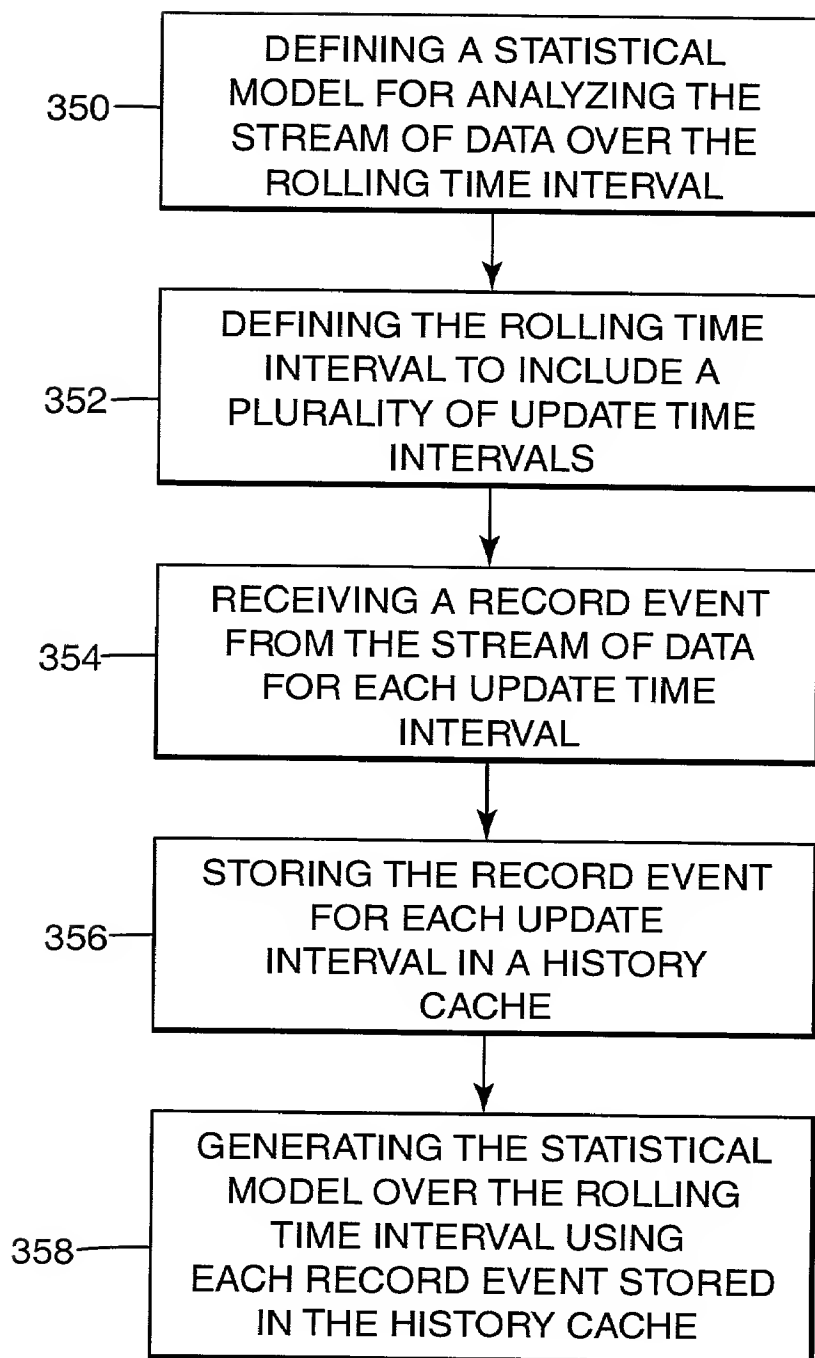 350
DEFINING A STATISTICAL
MODEL FOR ANALYZING THE
STREAM OF DATA OVER THE
ROLLING TIME INTERVAL
352
DEFINING THE ROLLING TIME
INTERVAL TO INCLUDE A
PLURALITY OF UPDATE TIME
INTERVALS
354
RECEIVING A RECORD EVENT
FROM THE STREAM OF DATA
FOR EACH UPDATE TIME
INTERVAL
356
STORING THE RECORD EVENT
FOR EACH UPDATE
INTERVAL IN A HISTORY
CACHE
358
GENERATING THE STATISTICAL
MODEL OVER THE ROLLING
TIME INTERVAL USING
EACH RECORD EVENT STORED
IN THE HISTORY CACHE